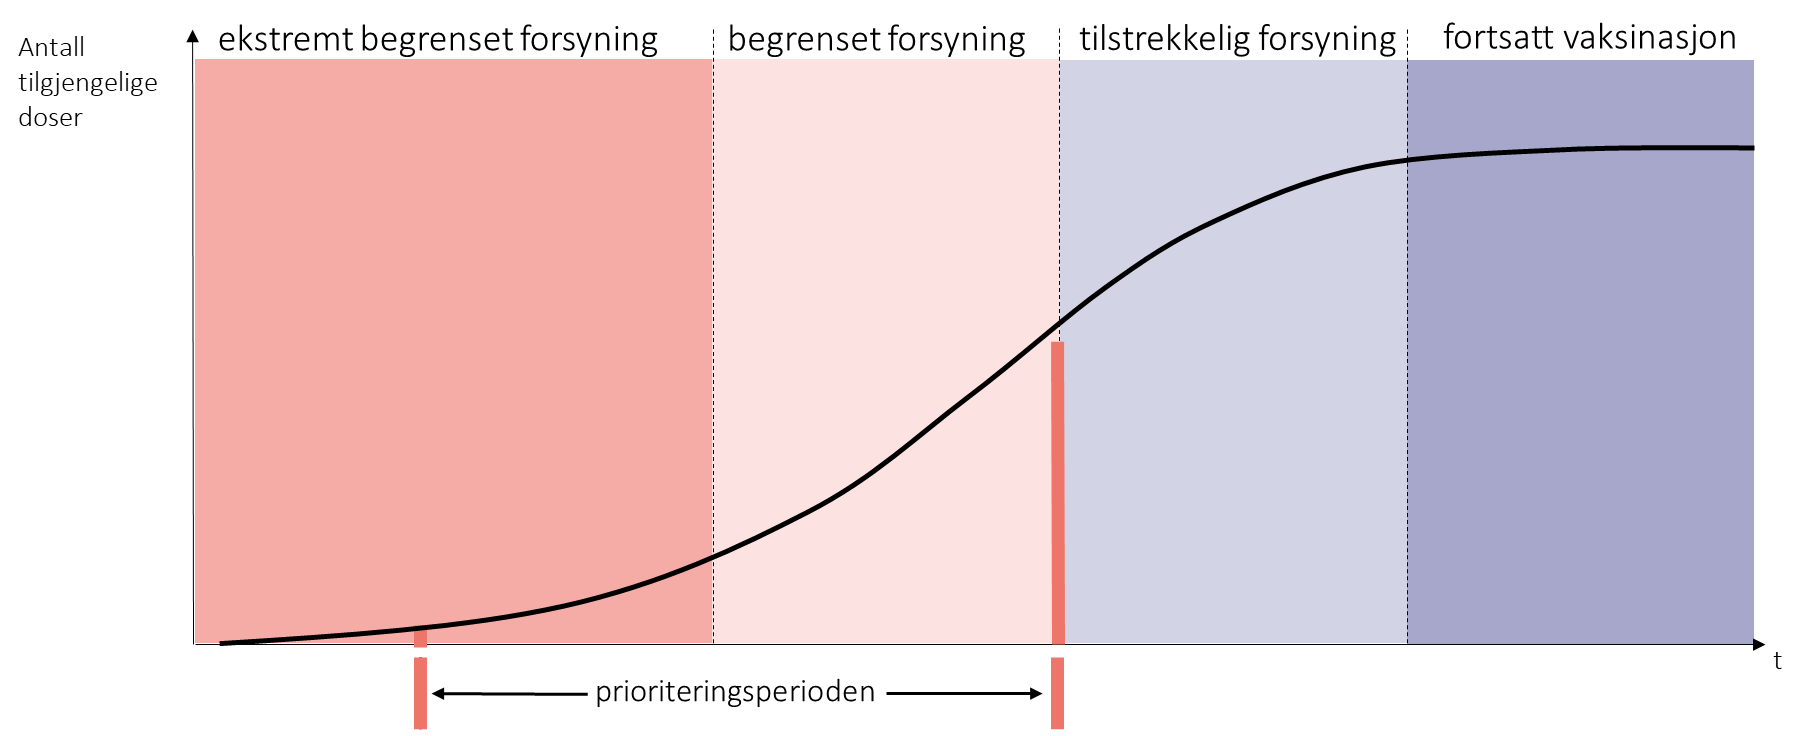 Antall
tilgjengelige
doser
ekstremt begrenset forsyning
begrenset forsyning
tilstrekkelig forsyning
fortsatt vaksinasjon
t
prioriteringsperioden